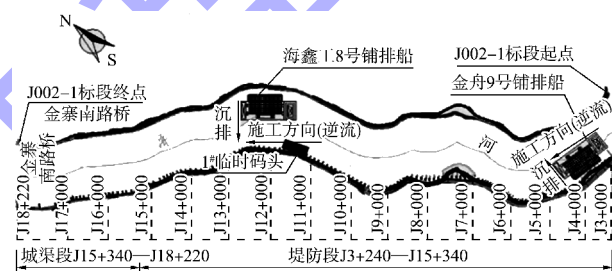 N
S
海鑫工8号铺排船
J002-1标段起点
金舟9号铺排船
J002-1标段终点
金寨南路桥
沉排
施工方向(逆流)
1#临时码头
河
施工方向(逆流)
沉排
金寨南路桥
J18+220
J17+000
J16+000
J15+000
J14+000
J13+000
J12+000
J11+000
J10+000
J9+000
J8+000
J7+000
J6+000
J5+000
J4+000
J3+000
城渠段J15+340—J18+220
堤防段J3+240—J15+340